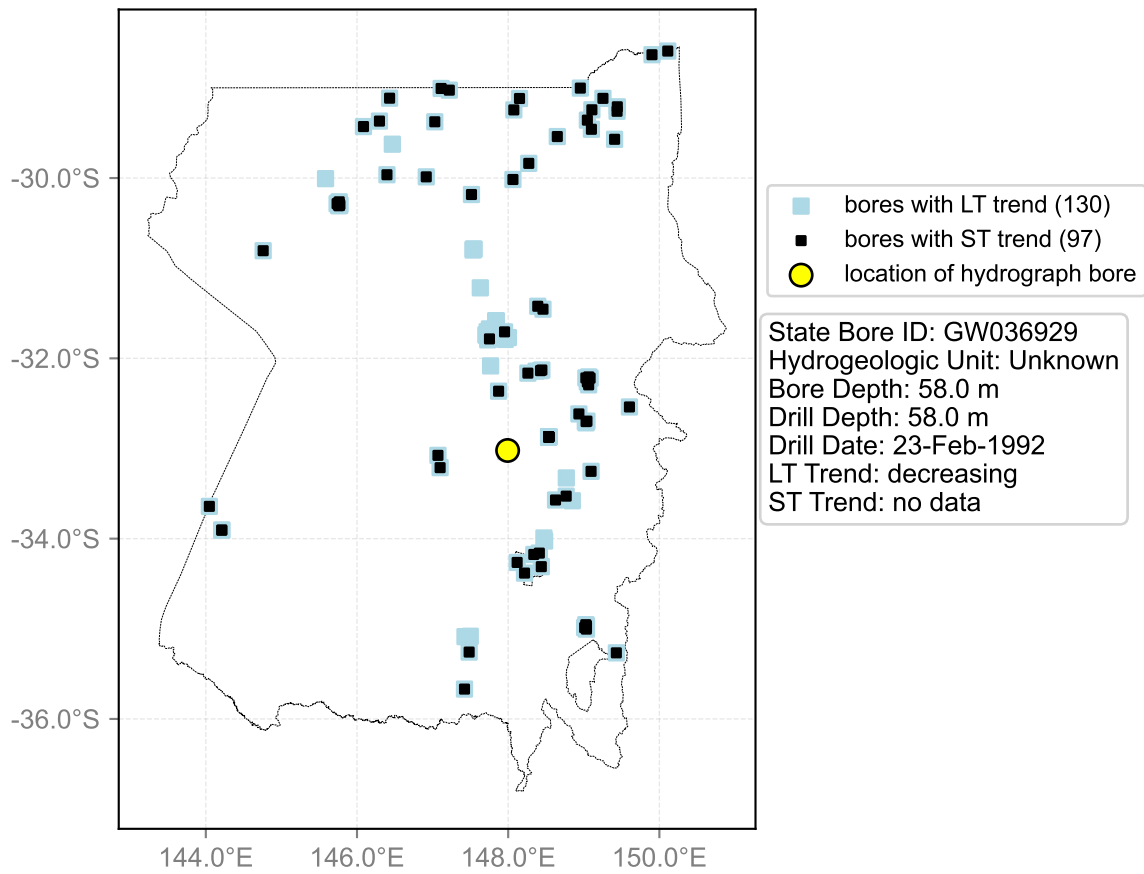 -30.0°S
-32.0°S
-34.0°S
-36.0°S
144.0°E 146.0°E 148.0°E 150.0°E
bores with LT trend (130)
bores with ST trend (97)
location of hydrograph bore
State Bore ID: GW036929
Hydrogeologic Unit: Unknown
Bore Depth: 58.0 m
Drill Depth: 58.0 m
Drill Date: 23-Feb-1992
LT Trend: decreasing
ST Trend: no data